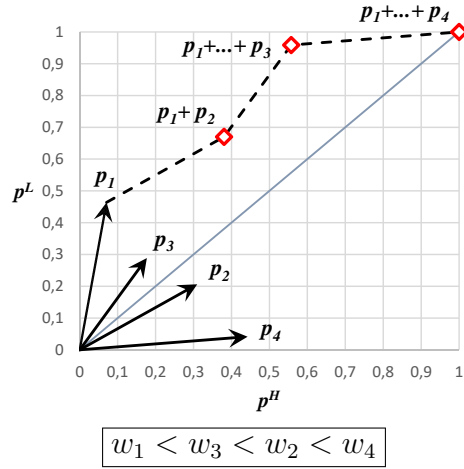 p₁+...+ p₄
1
0,9
0,8
0,7
0,6
0,5
0,4
0,3
0,2
0,1
0
pᴸ
p₁+...+ p₃
p₁+ p₂
p₁
p₃
p₂
p₄
0 0,1 0,2 0,3 0,4 0,5 0,6 0,7 0,8 0,9 1
pᴴ
w₁ < w₃ < w₂ < w₄